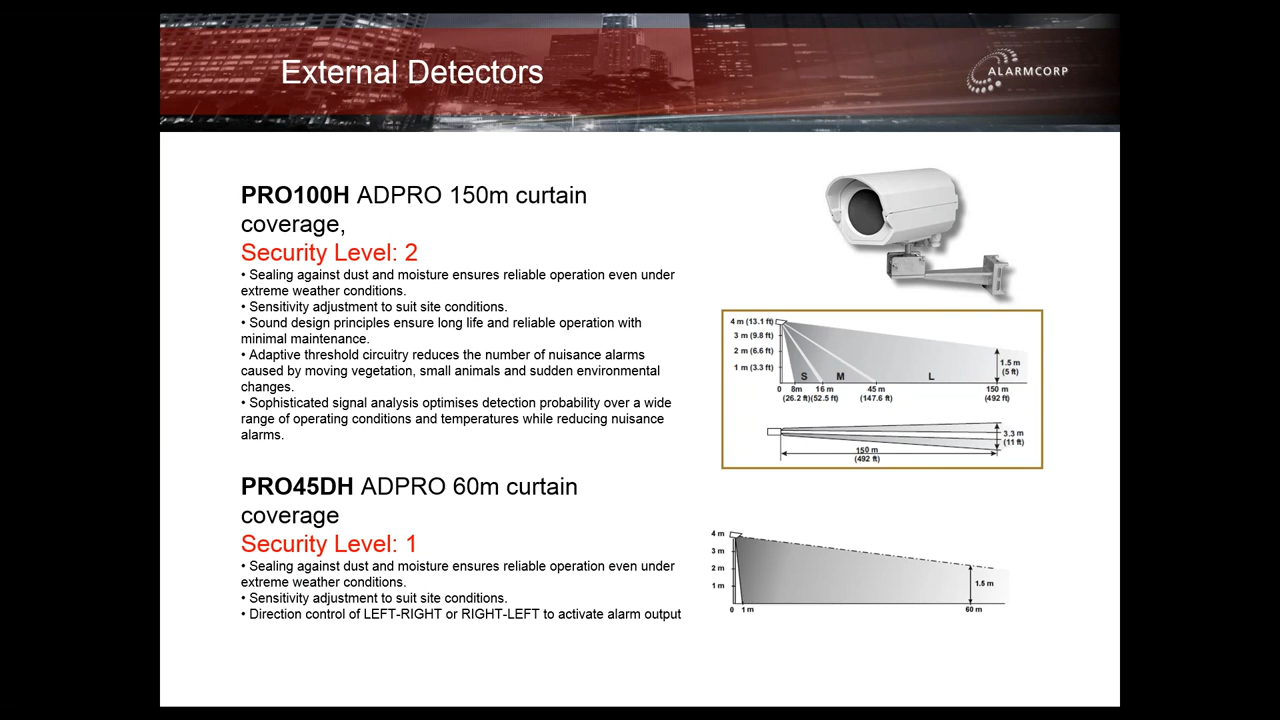 External Detectors
ALARMCORP
PRO100H ADPRO 150m curtain
coverage,
Security Level: 2
• Sealing against dust and moisture ensures reliable operation even under
extreme weather conditions.
• Sensitivity adjustment to suit site conditions.
• Sound design principles ensure long life and reliable operation with
minimal maintenance.
• Adaptive threshold circuitry reduces the number of nuisance alarms
caused by moving vegetation, small animals and sudden environmental
changes.
• Sophisticated signal analysis optimises detection probability over a wide
range of operating conditions and temperatures while reducing nuisance
alarms.
4 m (13.1 ft)
3 m (9.8 ft)
2 m (6.6 ft)
1 m (3.3 ft)
S M L
1.5 m
(5 ft)
0 8m 16 m 45 m 150 m
(26.2 ft)(52.5 ft) (147.6 ft) (492 ft)
3.3 m
(11 ft)
150 m
(492 ft)
PRO45DH ADPRO 60m curtain
coverage
Security Level: 1
• Sealing against dust and moisture ensures reliable operation even under
extreme weather conditions.
• Sensitivity adjustment to suit site conditions.
• Direction control of LEFT-RIGHT or RIGHT-LEFT to activate alarm output
4 m
3 m
2 m
1 m
1.5 m
0 1 m 60 m